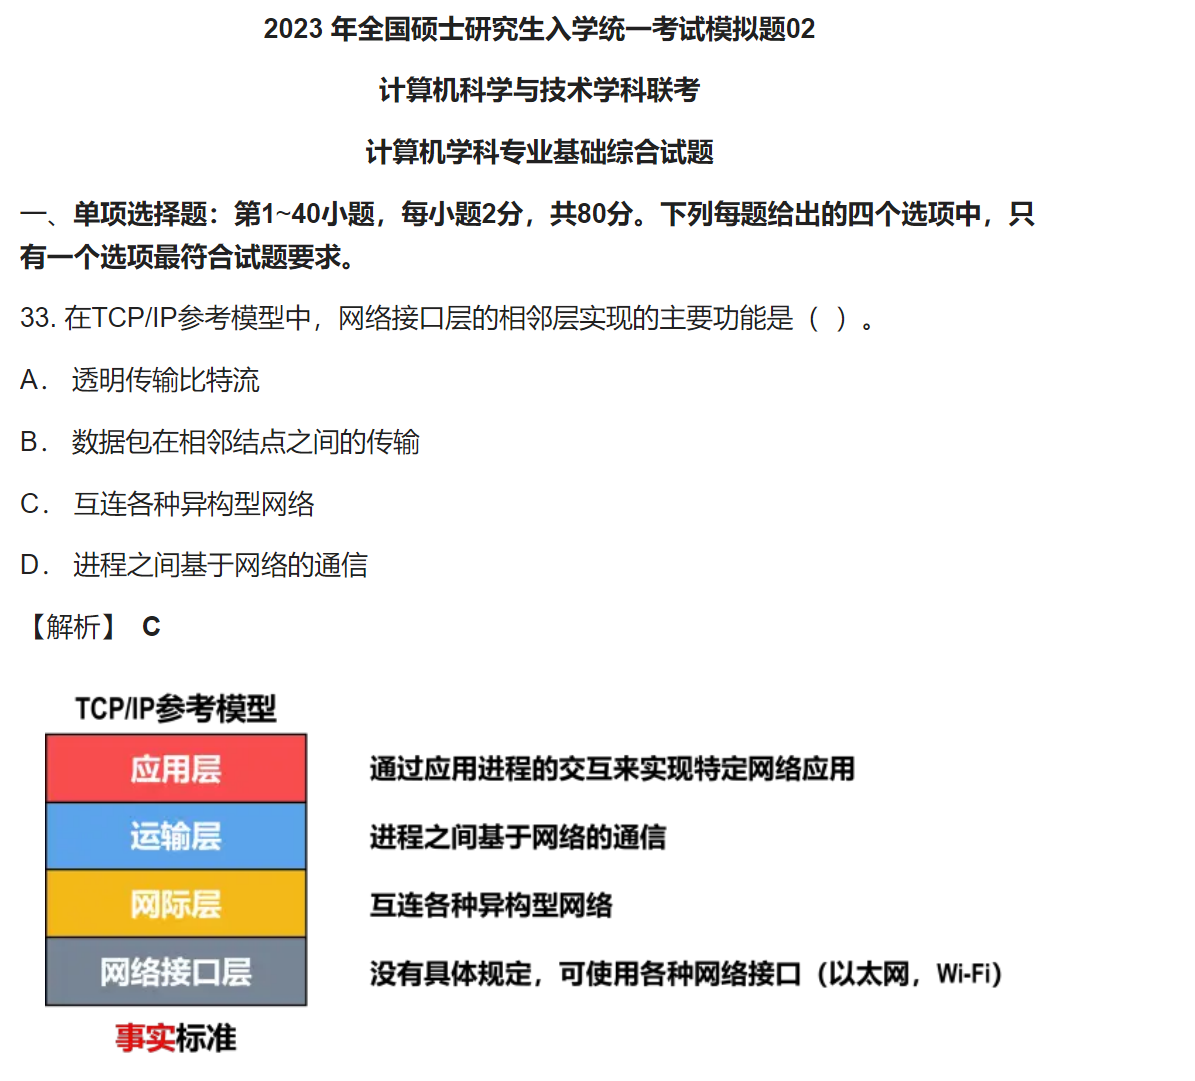 2023 年全国硕士研究生入学统一考试模拟题02
计算机科学与技术学科联考
计算机学科专业基础综合试题
一、单项选择题：第1~40小题，每小题2分，共80分。下列每题给出的四个选项中，只
有一个选项最符合试题要求。
33. 在TCP/IP参考模型中，网络接口层的相邻层实现的主要功能是（  ）。
A． 透明传输比特流
B． 数据包在相邻结点之间的传输
C． 互连各种异构型网络
D． 进程之间基于网络的通信
【解析】 C
TCP/IP参考模型
应用层 通过应用进程的交互来实现特定网络应用
运输层 进程之间基于网络的通信
网际层 互连各种异构型网络
网络接口层 没有具体规定，可使用各种网络接口（以太网，Wi-Fi）
事实标准